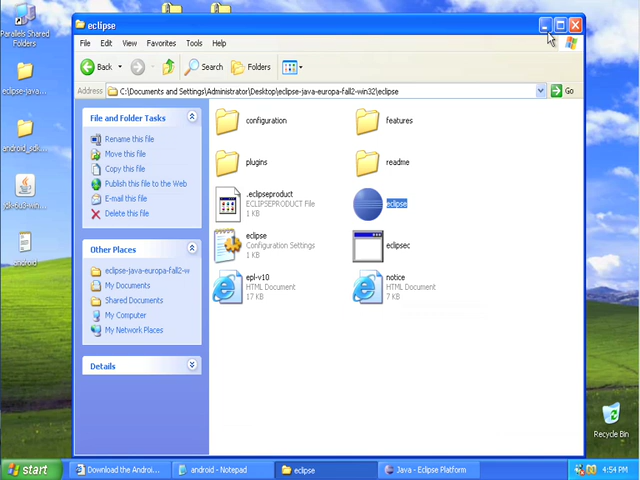 eclipse
File Edit View Favorites Tools Help
Back Search Folders
Address C:\Documents and Settings\Administrator\Desktop\eclipse-java-europa-fall2-win32\eclipse Go
Parallels Shared
Folders
eclipse-java...
android_sdk...
jdk-6u3-win...
android
File and Folder Tasks
Rename this file
Move this file
Copy this file
Publish this file to the Web
E-mail this file
Delete this file
Other Places
eclipse-java-europa-fall2-w
My Documents
Shared Documents
My Computer
My Network Places
Details
configuration
features
plugins
readme
.eclipseproduct
ECLIPSEPRODUCT File
1 KB
eclipse
eclipse
Configuration Settings
1 KB
eclipsec
epl-v10
HTML Document
17 KB
notice
HTML Document
7 KB
Recycle Bin
start Download the Androi... android - Notepad eclipse Java - Eclipse Platform 4:54 PM